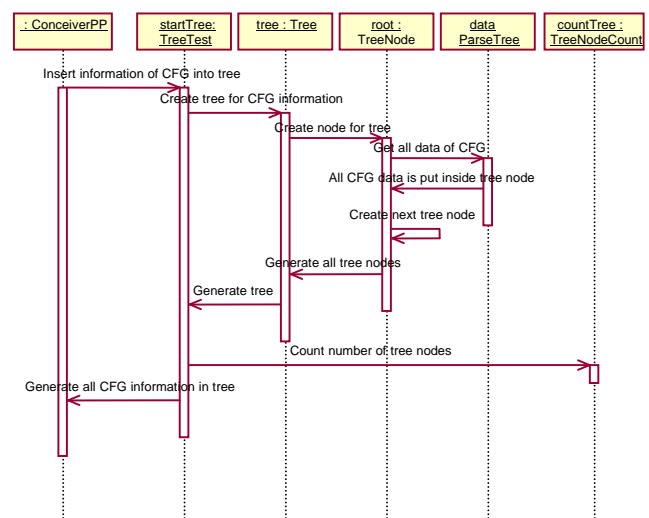 : ConceiverPP
startTree:
TreeTest
tree : Tree
root :
TreeNode
data
ParseTree
countTree :
TreeNodeCount
Insert information of CFG into tree
Create tree for CFG information
Create node for tree
Get all data of CFG
All CFG data is put inside tree node
Create next tree node
Generate all tree nodes
Generate tree
Count number of tree nodes
Generate all CFG information in tree